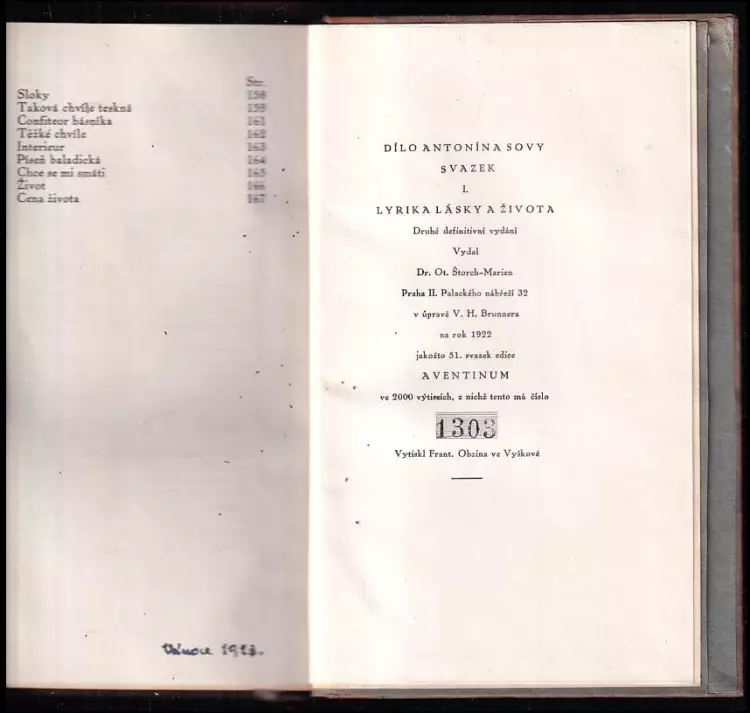 Str.
Sloky 158
Taková chvíle teskná 159
Confiteor básníka 161
Těžké chvíle 162
Interieur 163
Píseň baladická 164
Chce se mi smáti 165
Život 166
Cena života 167
Vánoce
DÍLO ANTONÍNA SOVY
SVAZEK
I.
LYRIKA LÁSKY A ŽIVOTA
Druhé definitivní vydání
Vydal
Dr. Ot. Štorch-Marien
Praha II. Palackého nábřeží 32
v úpravě V. H. Brunnera
na rok 1922
jakožto 51. svazek edice
AVENTINUM
ve 2000 výtiscích, z nichž tento má číslo
1303
Vytiskl Frant. Obzina ve Vyškově